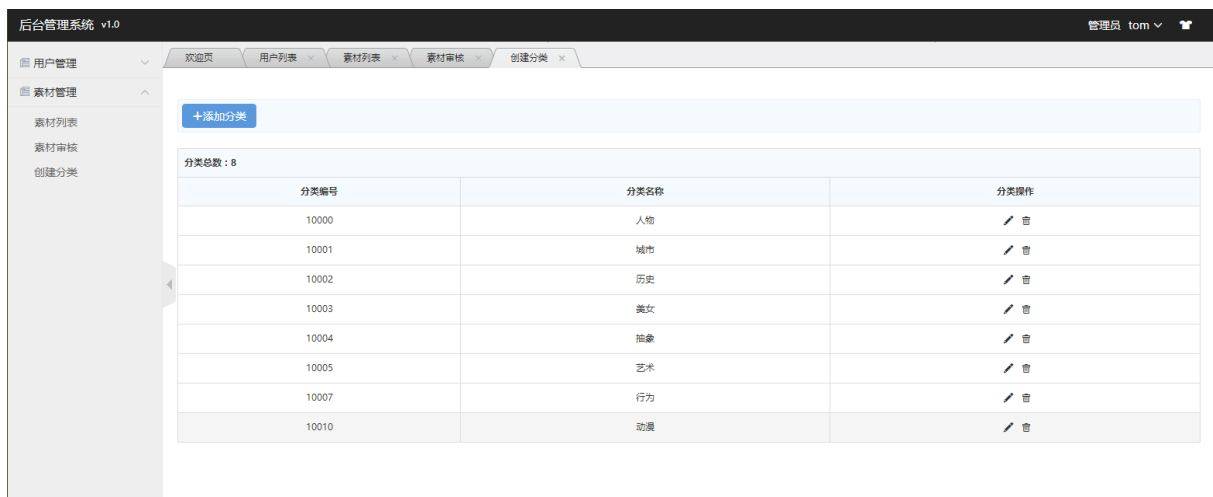 后台管理系统 v1.0
管理员 tom
用户管理
素材管理
素材列表
素材审核
创建分类
欢迎页 用户列表 素材列表 素材审核 创建分类
+添加分类
分类总数：8
分类编号 分类名称 分类操作
10000 人物
10001 城市
10002 历史
10003 美女
10004 抽象
10005 艺术
10007 行为
10010 动漫